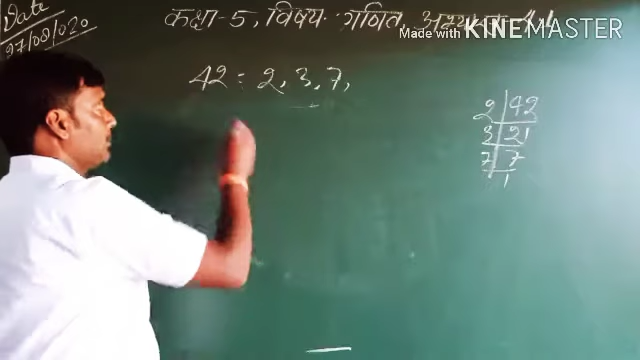 Date
27/08/020
कक्षा-5, विषय- गणित,
Made with KINEMASTER
42 = 2, 3, 7,
2 | 42
3 | 21
7 | 7
1